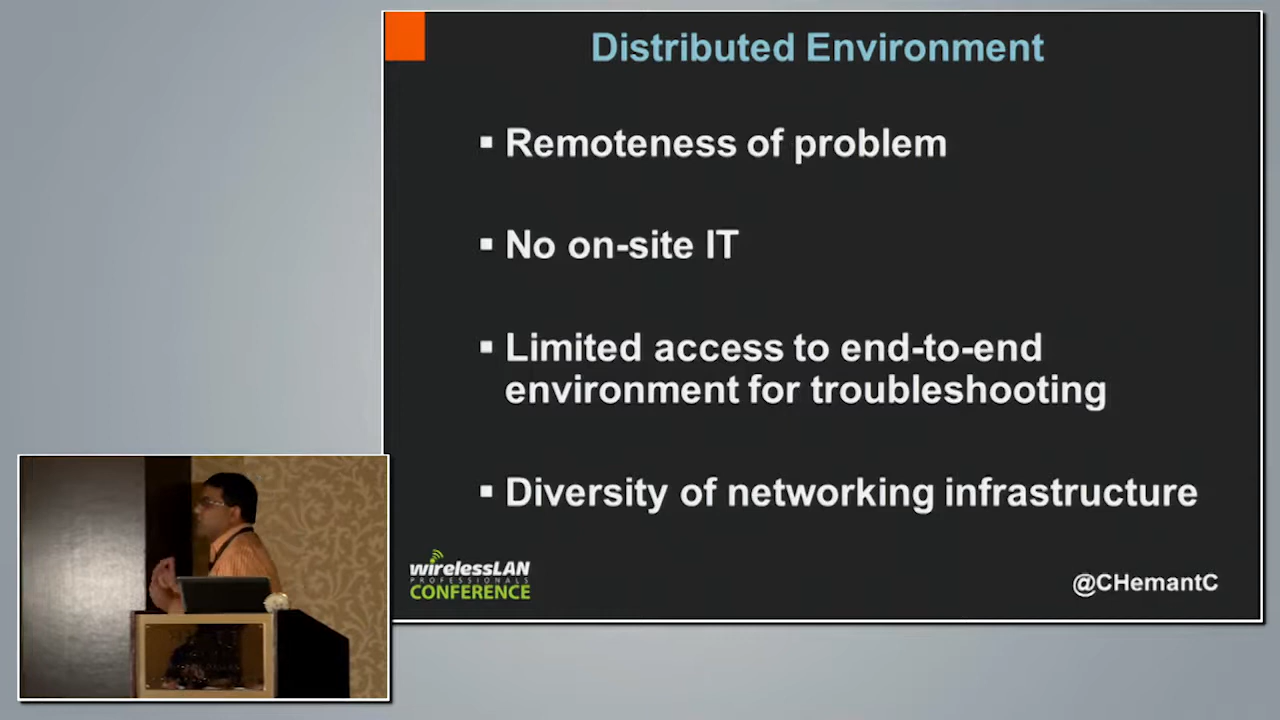 Distributed Environment
▪ Remoteness of problem
▪ No on-site IT
▪ Limited access to end-to-end
environment for troubleshooting
▪ Diversity of networking infrastructure
wirelessLAN
PROFESSIONALS
CONFERENCE
@CHemantC